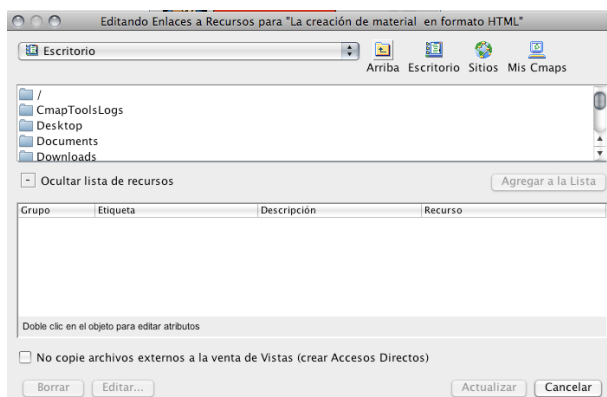 Editando Enlaces a Recursos para "La creación de material en formato HTML"
Escritorio
Arriba Escritorio Sitios Mis Cmaps
/
CmapToolsLogs
Desktop
Documents
Downloads
- Ocultar lista de recursos Agregar a la Lista
Grupo Etiqueta Descripción Recurso
Doble clic en el objeto para editar atributos
No copie archivos externos a la venta de Vistas (crear Accesos Directos)
Borrar Editar... Actualizar Cancelar